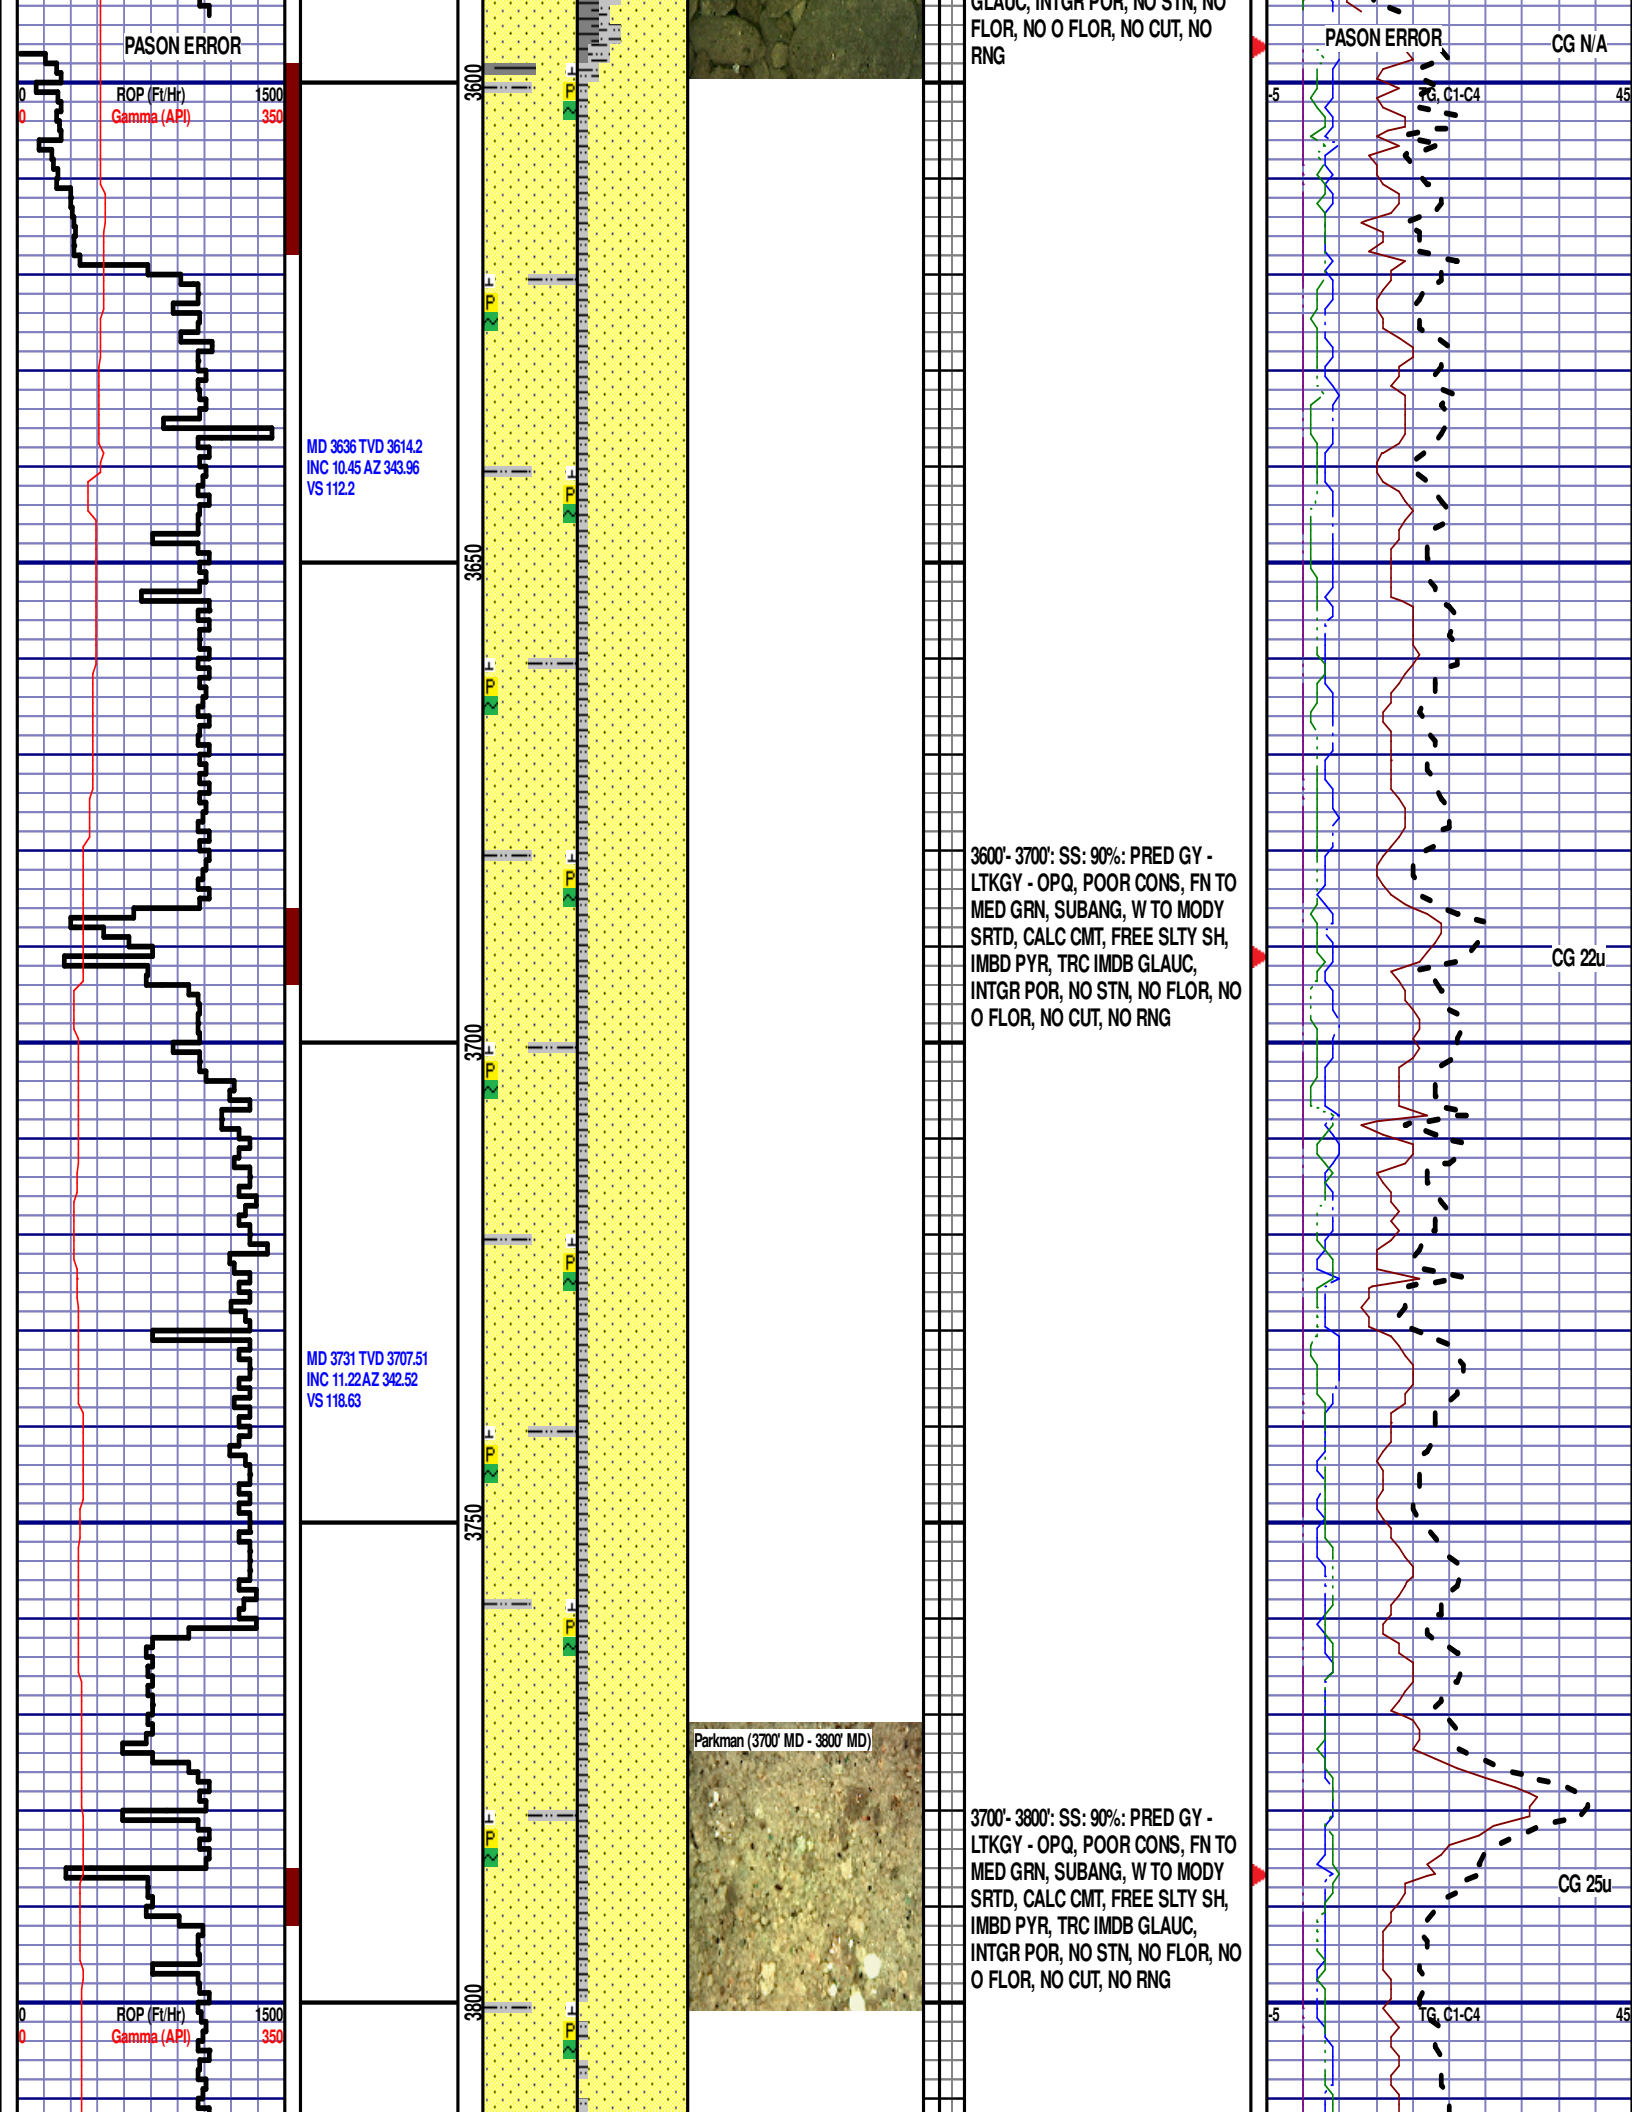 GLAUC, INTGR POR, NO STN, NO
FLOR, NO O FLOR, NO CUT, NO
RNG
PASON ERROR
PASON ERROR
CG N/A
3600
0 ROP (Ft/Hr) 1500
0 Gamma (API) 350
-5 TG, C1-C4 45
P
P
MD 3636 TVD 3614.2
INC 10.45 AZ 343.96
VS 112.2
P
3650
P
3600'- 3700': SS: 90%: PRED GY -
LTKGY - OPQ, POOR CONS, FN TO
MED GRN, SUBANG, W TO MODY
SRTD, CALC CMT, FREE SLTY SH,
IMBD PYR, TRC IMDB GLAUC,
INTGR POR, NO STN, NO FLOR, NO
O FLOR, NO CUT, NO RNG
P
CG 22u
3700
P
P
MD 3731 TVD 3707.51
INC 11.22 AZ 342.52
VS 118.63
P
3750
P
Parkman (3700' MD - 3800' MD)
3700'- 3800': SS: 90%: PRED GY -
LTKGY - OPQ, POOR CONS, FN TO
MED GRN, SUBANG, W TO MODY
SRTD, CALC CMT, FREE SLTY SH,
IMBD PYR, TRC IMDB GLAUC,
INTGR POR, NO STN, NO FLOR, NO
O FLOR, NO CUT, NO RNG
P
CG 25u
3800
0 ROP (Ft/Hr) 1500
0 Gamma (API) 350
-5 TG, C1-C4 45
P